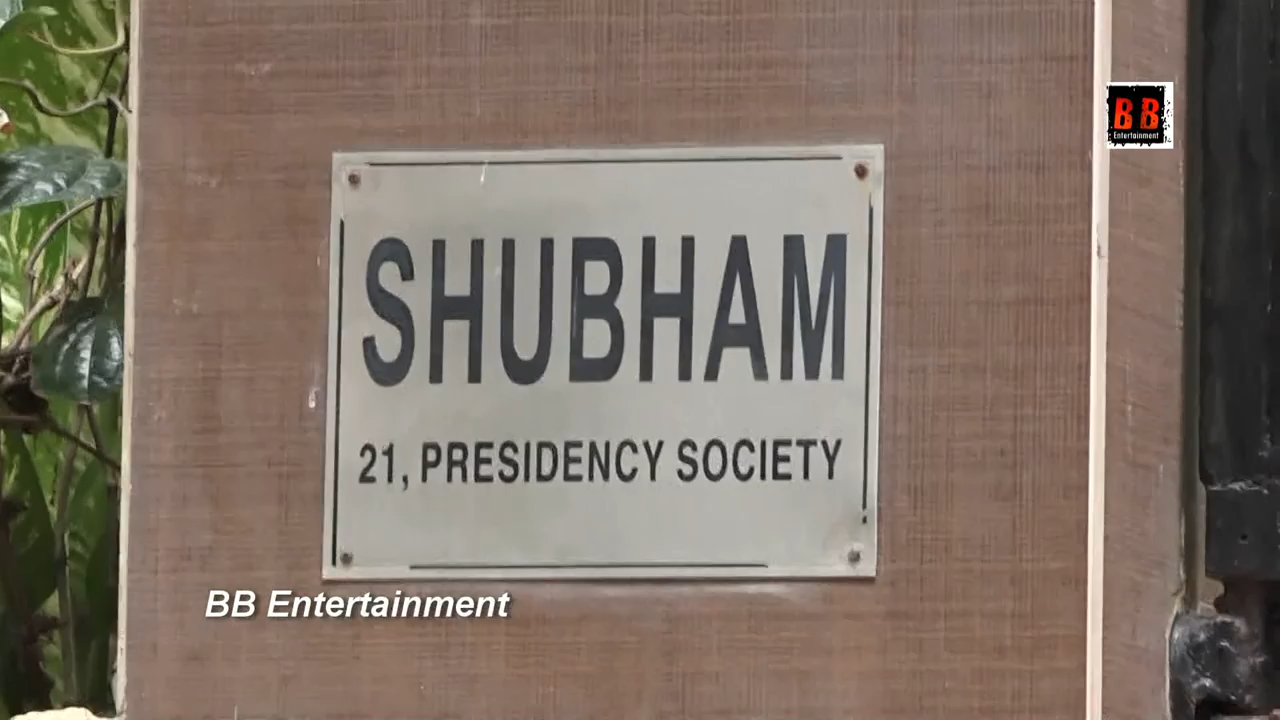 BB
Entertainment
SHUBHAM
21, PRESIDENCY SOCIETY
BB Entertainment